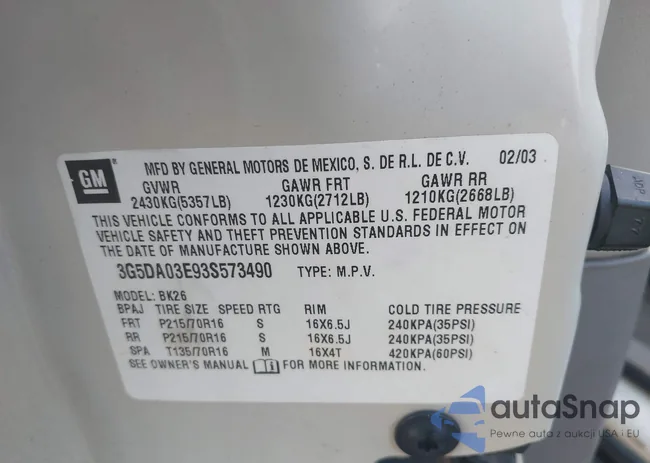 GM ® MFD BY GENERAL MOTORS DE MEXICO, S. DE R.L. DE C.V. 02/03
GVWR GAWR FRT GAWR RR
2430KG(5357LB) 1230KG(2712LB) 1210KG(2668LB)
THIS VEHICLE CONFORMS TO ALL APPLICABLE U.S. FEDERAL MOTOR
VEHICLE SAFETY AND THEFT PREVENTION STANDARDS IN EFFECT ON
THE DATE OF MANUFACTURE SHOWN ABOVE.
3G5DA03E93S573490 TYPE: M.P.V.
MODEL: BK26
BPAJ TIRE SIZE SPEED RTG RIM COLD TIRE PRESSURE
FRT P215/70R16 S 16X6.5J 240KPA(35PSI)
RR P215/70R16 S 16X6.5J 240KPA(35PSI)
SPA T135/70R16 M 16X4T 420KPA(60PSI)
SEE OWNER'S MANUAL FOR MORE INFORMATION.
autaSnap
Pewne auta z aukcji USA i EU